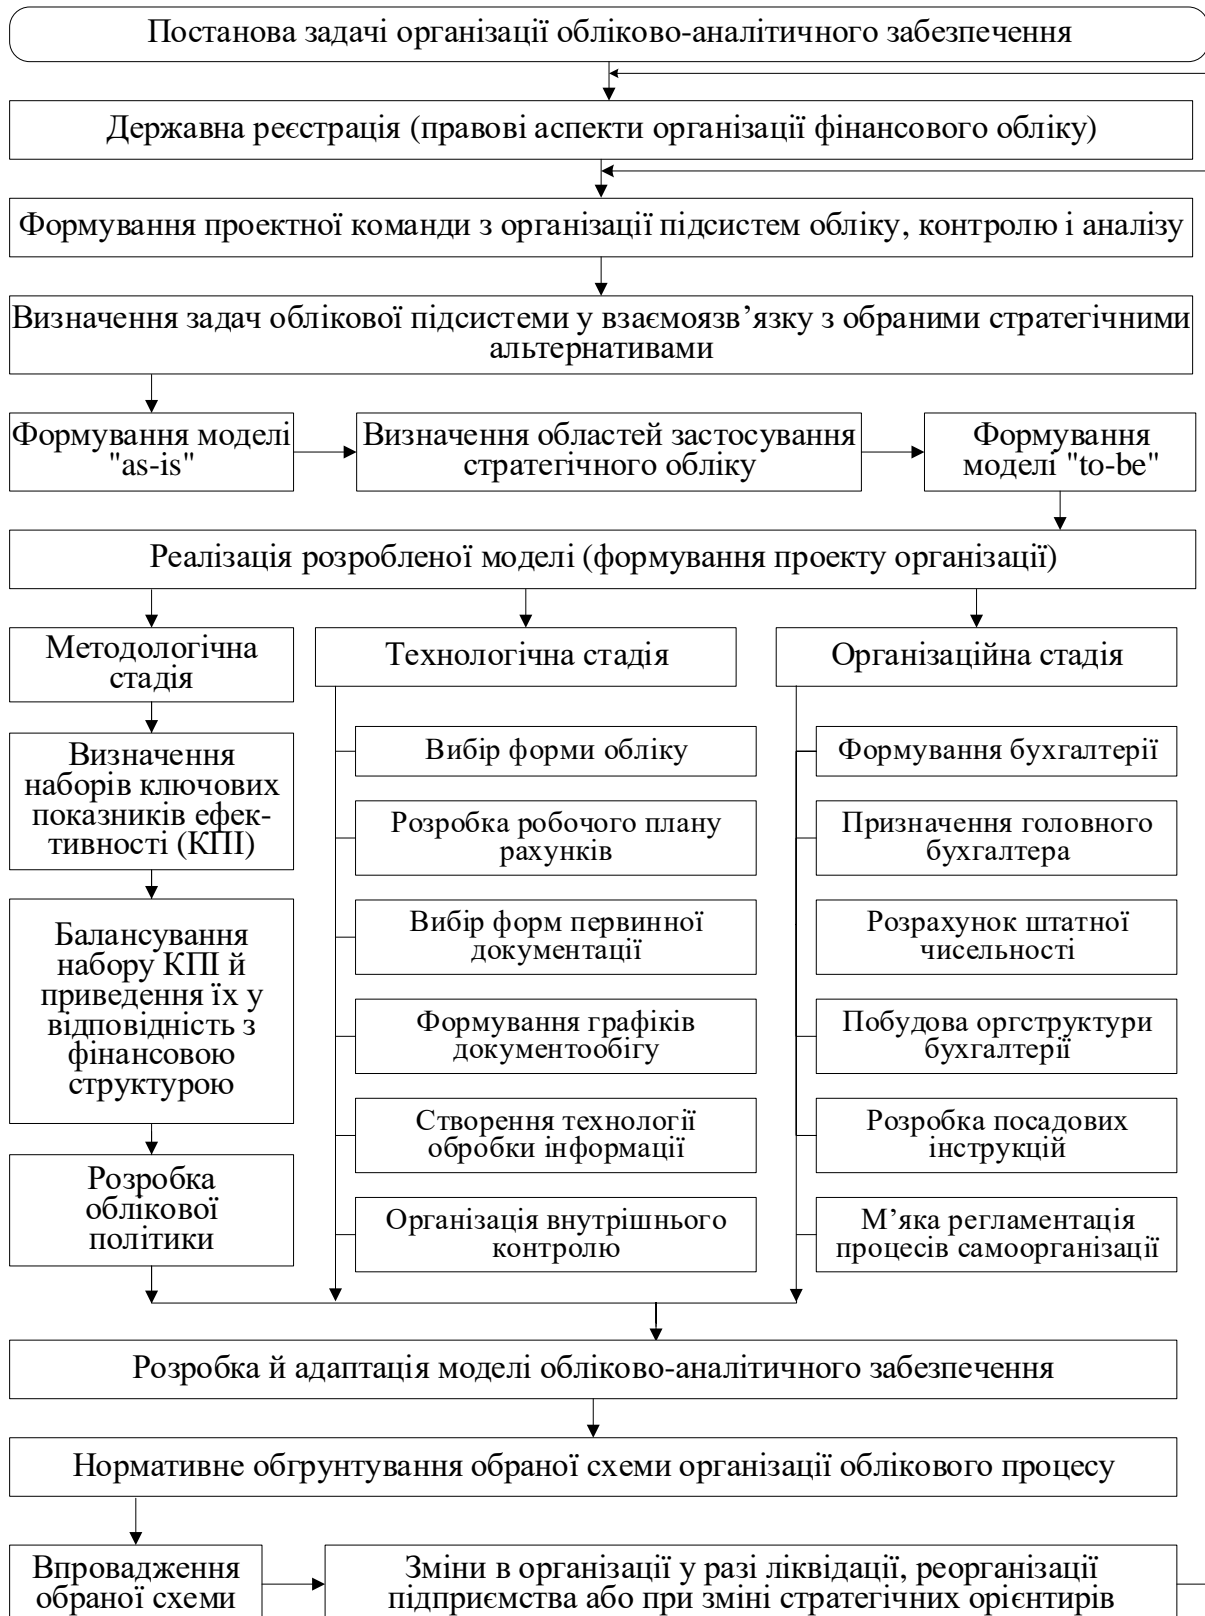 Постанова задачі організації обліково-аналітичного забезпечення
Державна реєстрація (правові аспекти організації фінансового обліку)
Формування проектної команди з організації підсистем обліку, контролю і аналізу
Визначення задач облікової підсистеми у взаємоязв’язку з обраними стратегічними
альтернативами
Формування моделі
"as-is"
Визначення областей застосування
стратегічного обліку
Формування
моделі "to-be"
Реалізація розробленої моделі (формування проекту організації)
Методологічна
стадія
Визначення
наборів ключових
показників ефек-
тивності (КПІ)
Балансування
набору КПІ й
приведення їх у
відповідність з
фінансовою
структурою
Розробка
облікової
політики
Технологічна стадія
Вибір форми обліку
Розробка робочого плану
рахунків
Вибір форм первинної
документації
Формування графіків
документообігу
Створення технології
обробки інформації
Організація внутрішнього
контролю
Організаційна стадія
Формування бухгалтерії
Призначення головного
бухгалтера
Розрахунок штатної
чисельності
Побудова оргструктури
бухгалтерії
Розробка посадових
інструкцій
М’яка регламентація
процесів самоорганізації
Розробка й адаптація моделі обліково-аналітичного забезпечення
Нормативне обгрунтування обраної схеми організації облікового процесу
Впровадження
обраної схеми
Зміни в організації у разі ліквідації, реорганізації
підприємства або при зміні стратегічних орієнтирів